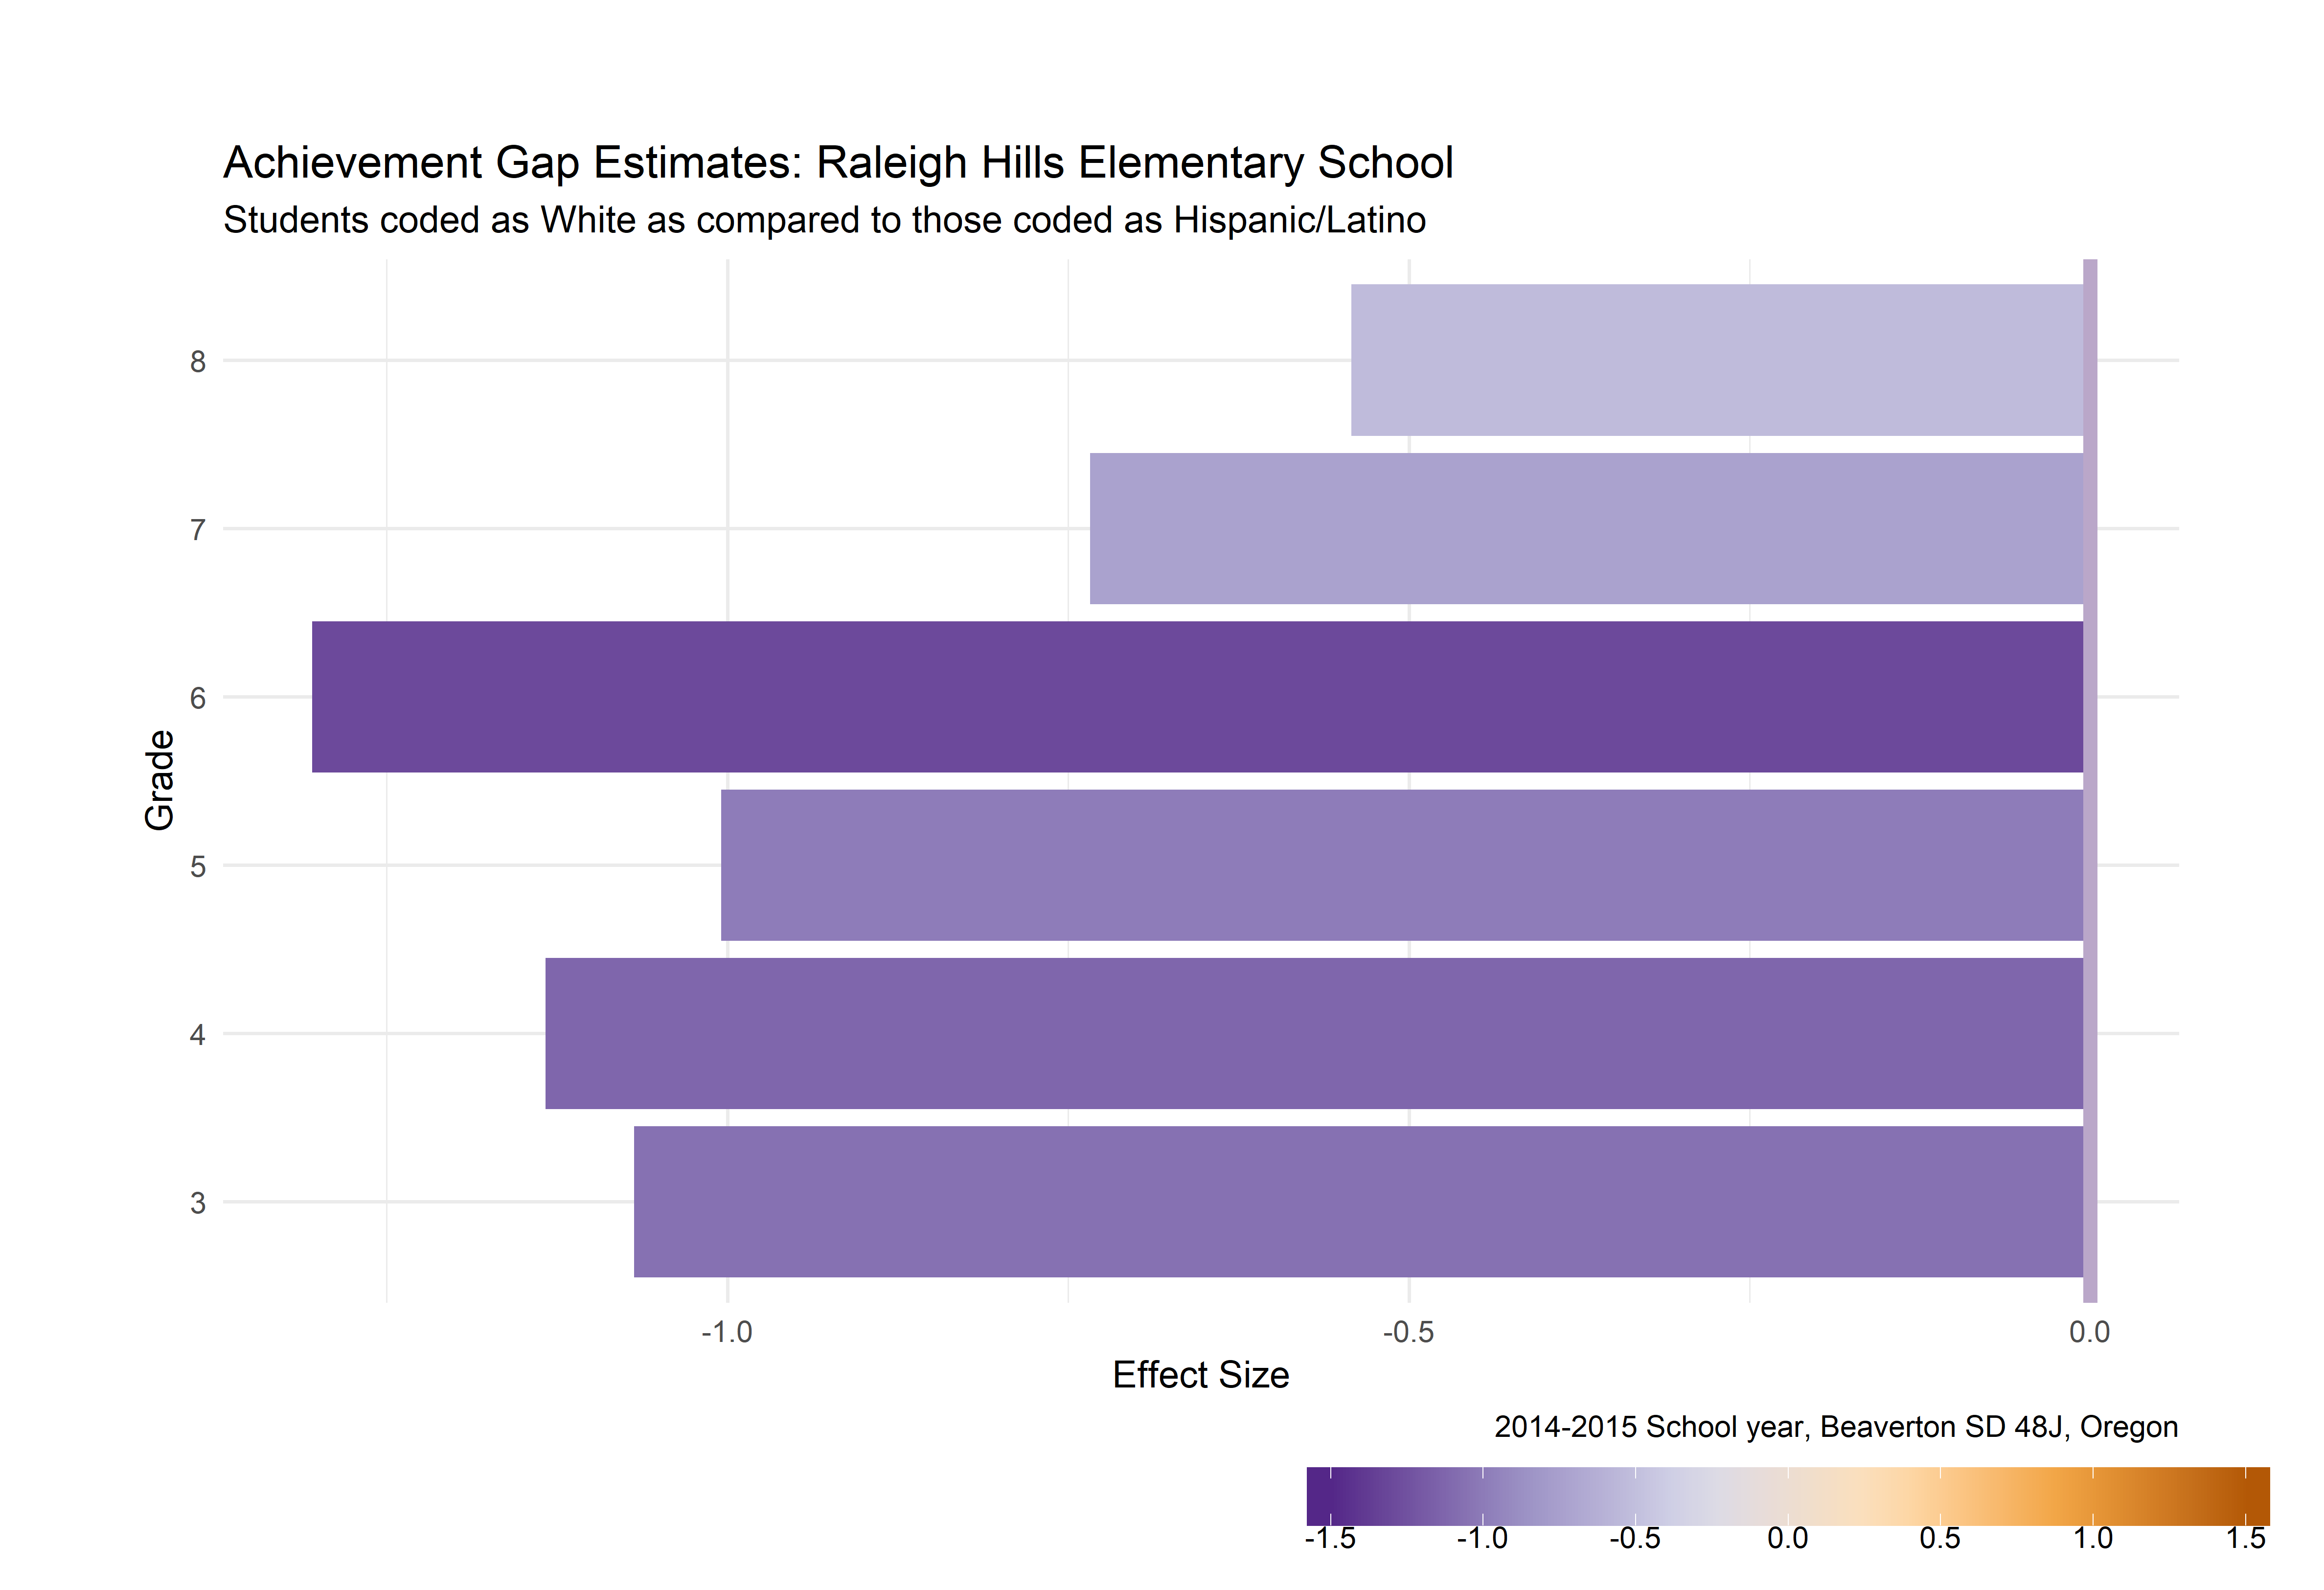 Achievement Gap Estimates: Raleigh Hills Elementary School
Students coded as White as compared to those coded as Hispanic/Latino
8
7
6
5
4
3
Grade
-1.0 -0.5 0.0
Effect Size
2014-2015 School year, Beaverton SD 48J, Oregon
-1.5 -1.0 -0.5 0.0 0.5 1.0 1.5